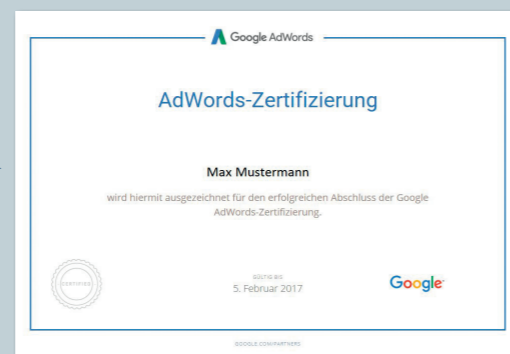 Google AdWords
AdWords-Zertifizierung
Max Mustermann
wird hiermit ausgezeichnet für den erfolgreichen Abschluss der Google
AdWords-Zertifizierung.
CERTIFIED
GÜLTIG BIS
5. Februar 2017
Google
GOOGLE.COM/PARTNERS